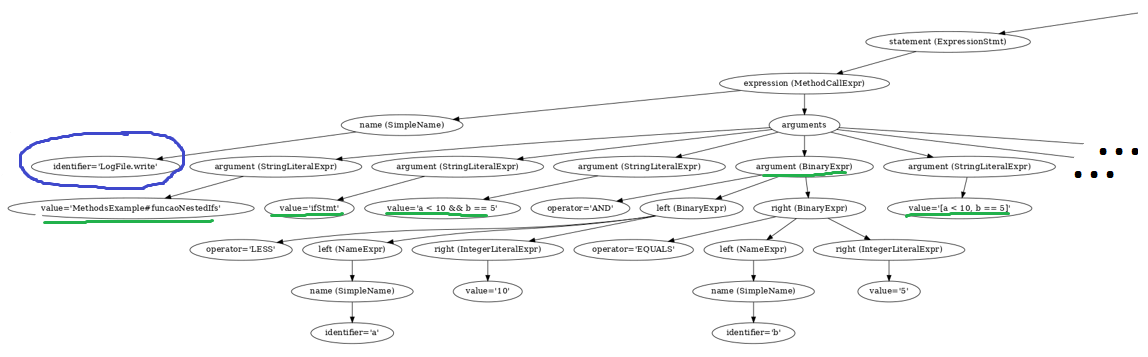 statement (ExpressionStmt)
expression (MethodCallExpr)
name (SimpleName)
arguments
identifier='LogFile.write'
argument (StringLiteralExpr)
argument (StringLiteralExpr)
argument (StringLiteralExpr)
argument (BinaryExpr)
argument (StringLiteralExpr)
value='MethodsExample#funcaoNestedIfs'
value='ifStmt'
value='a < 10 && b == 5'
operator='AND'
left (BinaryExpr)
right (BinaryExpr)
value='[a < 10, b == 5]'
operator='LESS'
left (NameExpr)
right (IntegerLiteralExpr)
operator='EQUALS'
left (NameExpr)
right (IntegerLiteralExpr)
name (SimpleName)
value='10'
name (SimpleName)
value='5'
identifier='a'
identifier='b'